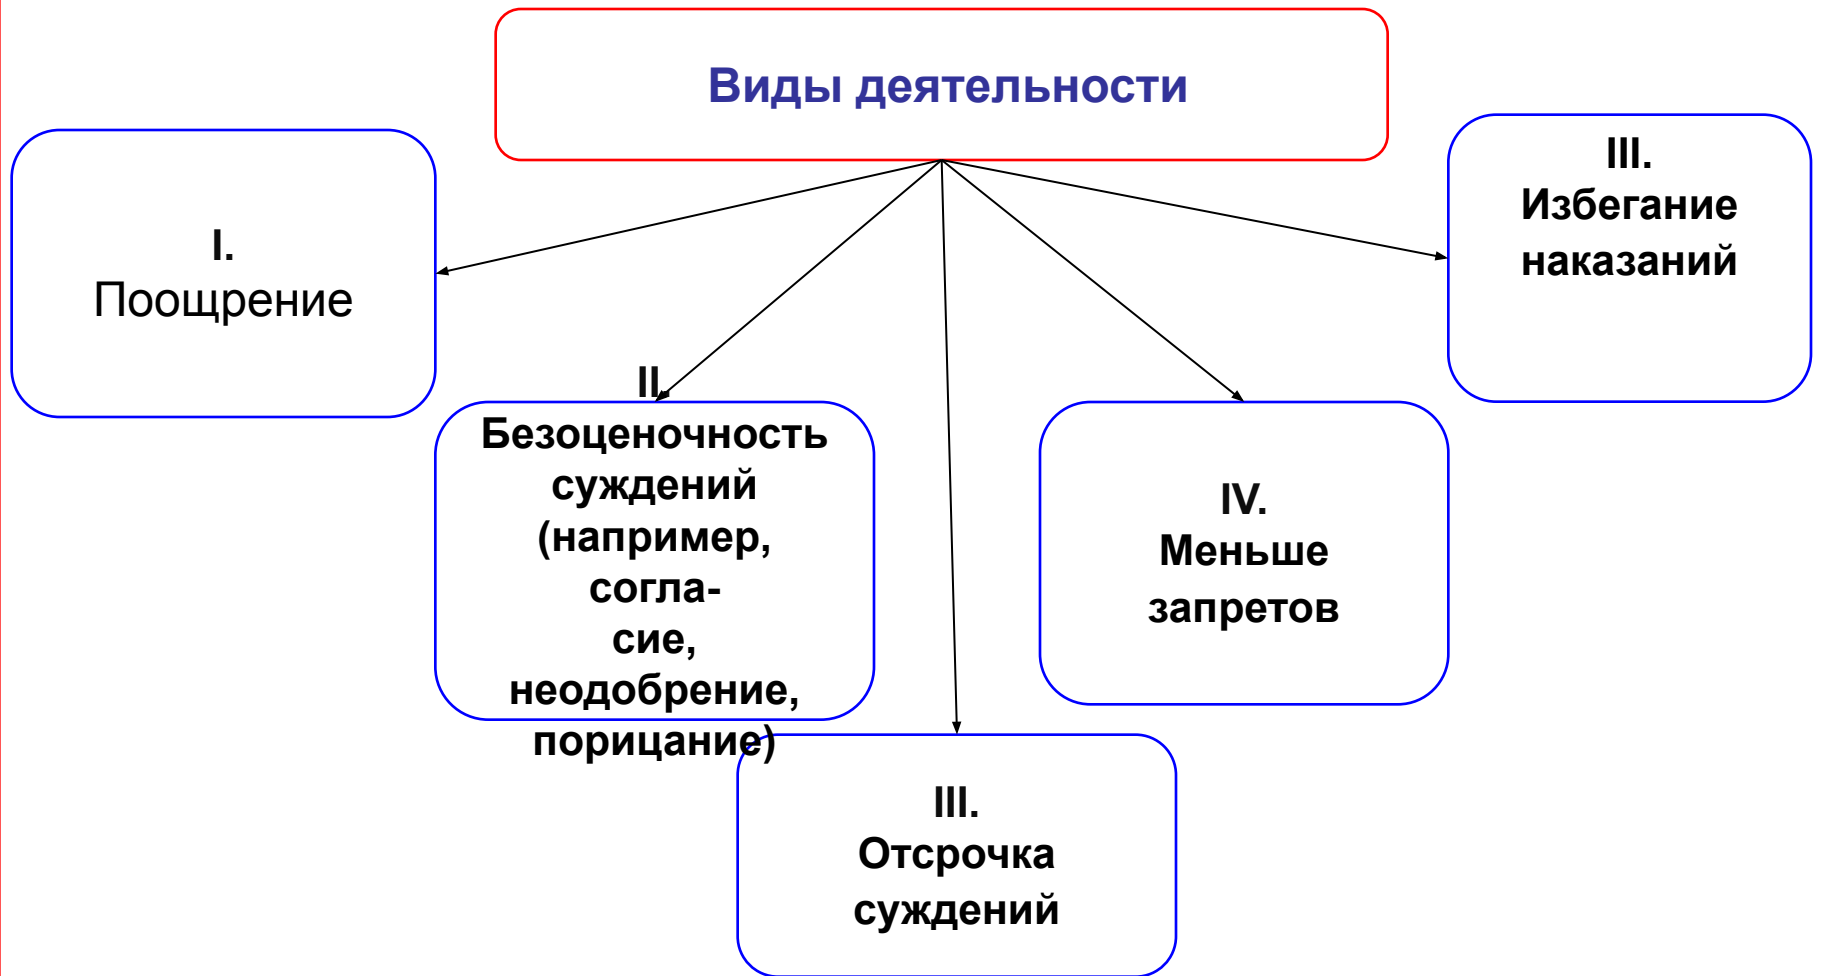 Виды деятельности
I.
Поощрение
II.
Безоценочность
суждений
(например,
согла-
сие,
неодобрение,
порицание)
III.
Отсрочка
суждений
IV.
Меньше
запретов
III.
Избегание
наказаний